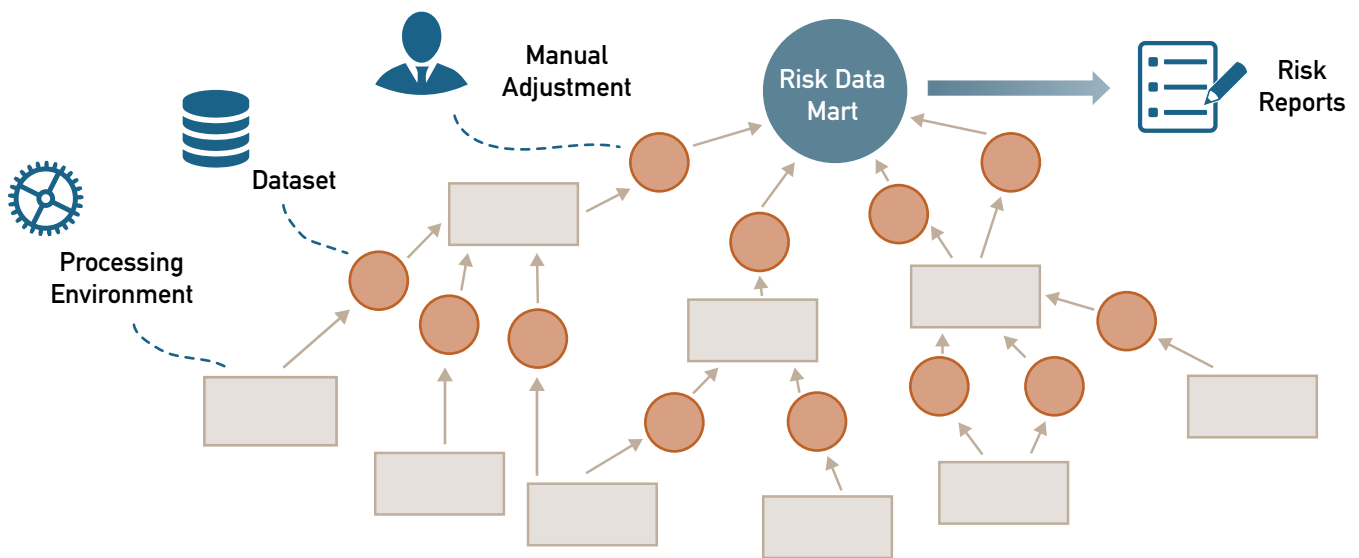 Manual
Adjustment
Risk Data
Mart
Risk
Reports
Dataset
Processing
Environment